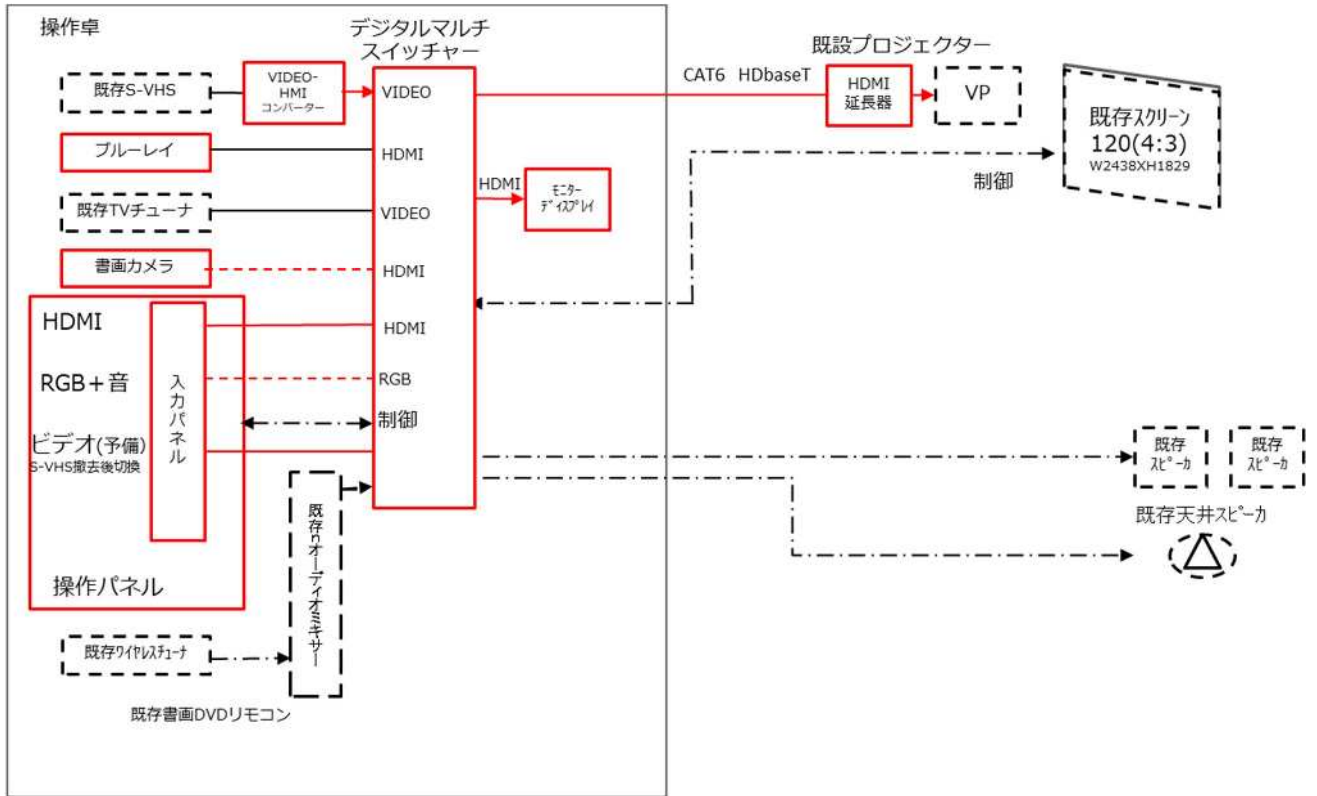 操作卓
デジタルマルチ
スイッチャー
既存S-VHS
VIDEO-
HMI
コンバーター
VIDEO
ブルーレイ
HDMI
既存TVチューナ
VIDEO
書画カメラ
HDMI
HDMI
HDMI
RGB＋音
RGB
入力パネル
制御
ビデオ(予備)
S-VHS撤去後切換
操作パネル
既存nオーディオミキサー
既存ﾜｲﾔﾚｽﾁｭｰﾅ
既存書画DVDリモコン
HDMI
ﾓﾆﾀｰ
ﾃﾞｨｽﾌﾟﾚｲ
CAT6 HDbaseT
既設プロジェクター
HDMI
延長器
VP
既存ｽｸﾘｰﾝ
120(4:3)
W2438XH1829
制御
既存
ｽﾋﾟｰｶ
既存
ｽﾋﾟｰｶ
既存天井ｽﾋﾟｰｶ